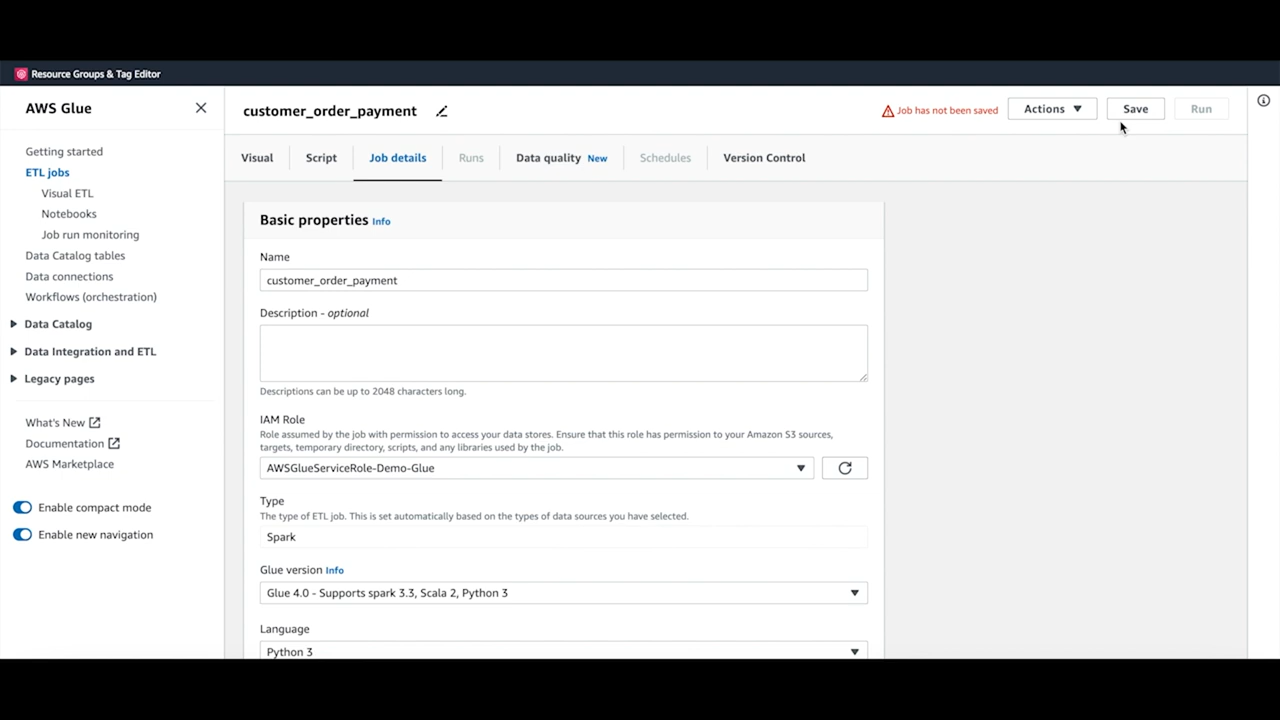 Resource Groups & Tag Editor
AWS Glue
Getting started
ETL jobs
Visual ETL
Notebooks
Job run monitoring
Data Catalog tables
Data connections
Workflows (orchestration)
Data Catalog
Data Integration and ETL
Legacy pages
What's New
Documentation
AWS Marketplace
Enable compact mode
Enable new navigation
customer_order_payment
Job has not been saved
Actions
Save
Run
Visual
Script
Job details
Runs
Data quality New
Schedules
Version Control
Basic properties Info
Name
customer_order_payment
Description - optional
Descriptions can be up to 2048 characters long.
IAM Role
Role assumed by the job with permission to access your data stores. Ensure that this role has permission to your Amazon S3 sources,
targets, temporary directory, scripts, and any libraries used by the job.
AWSGlueServiceRole-Demo-Glue
Type
The type of ETL job. This is set automatically based on the types of data sources you have selected.
Spark
Glue version Info
Glue 4.0 - Supports spark 3.3, Scala 2, Python 3
Language
Python 3